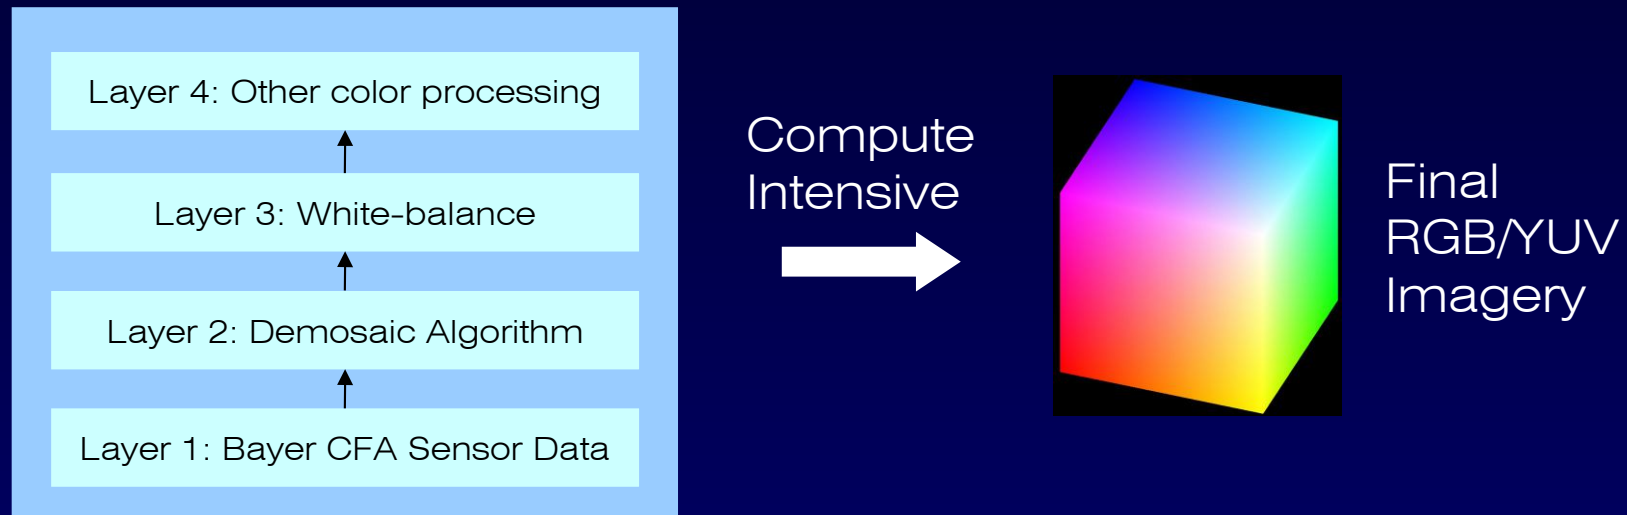 Layer 4: Other color processing
Layer 3: White-balance
Layer 2: Demosaic Algorithm
Layer 1: Bayer CFA Sensor Data
Compute
Intensive
Final
RGB/YUV
Imagery